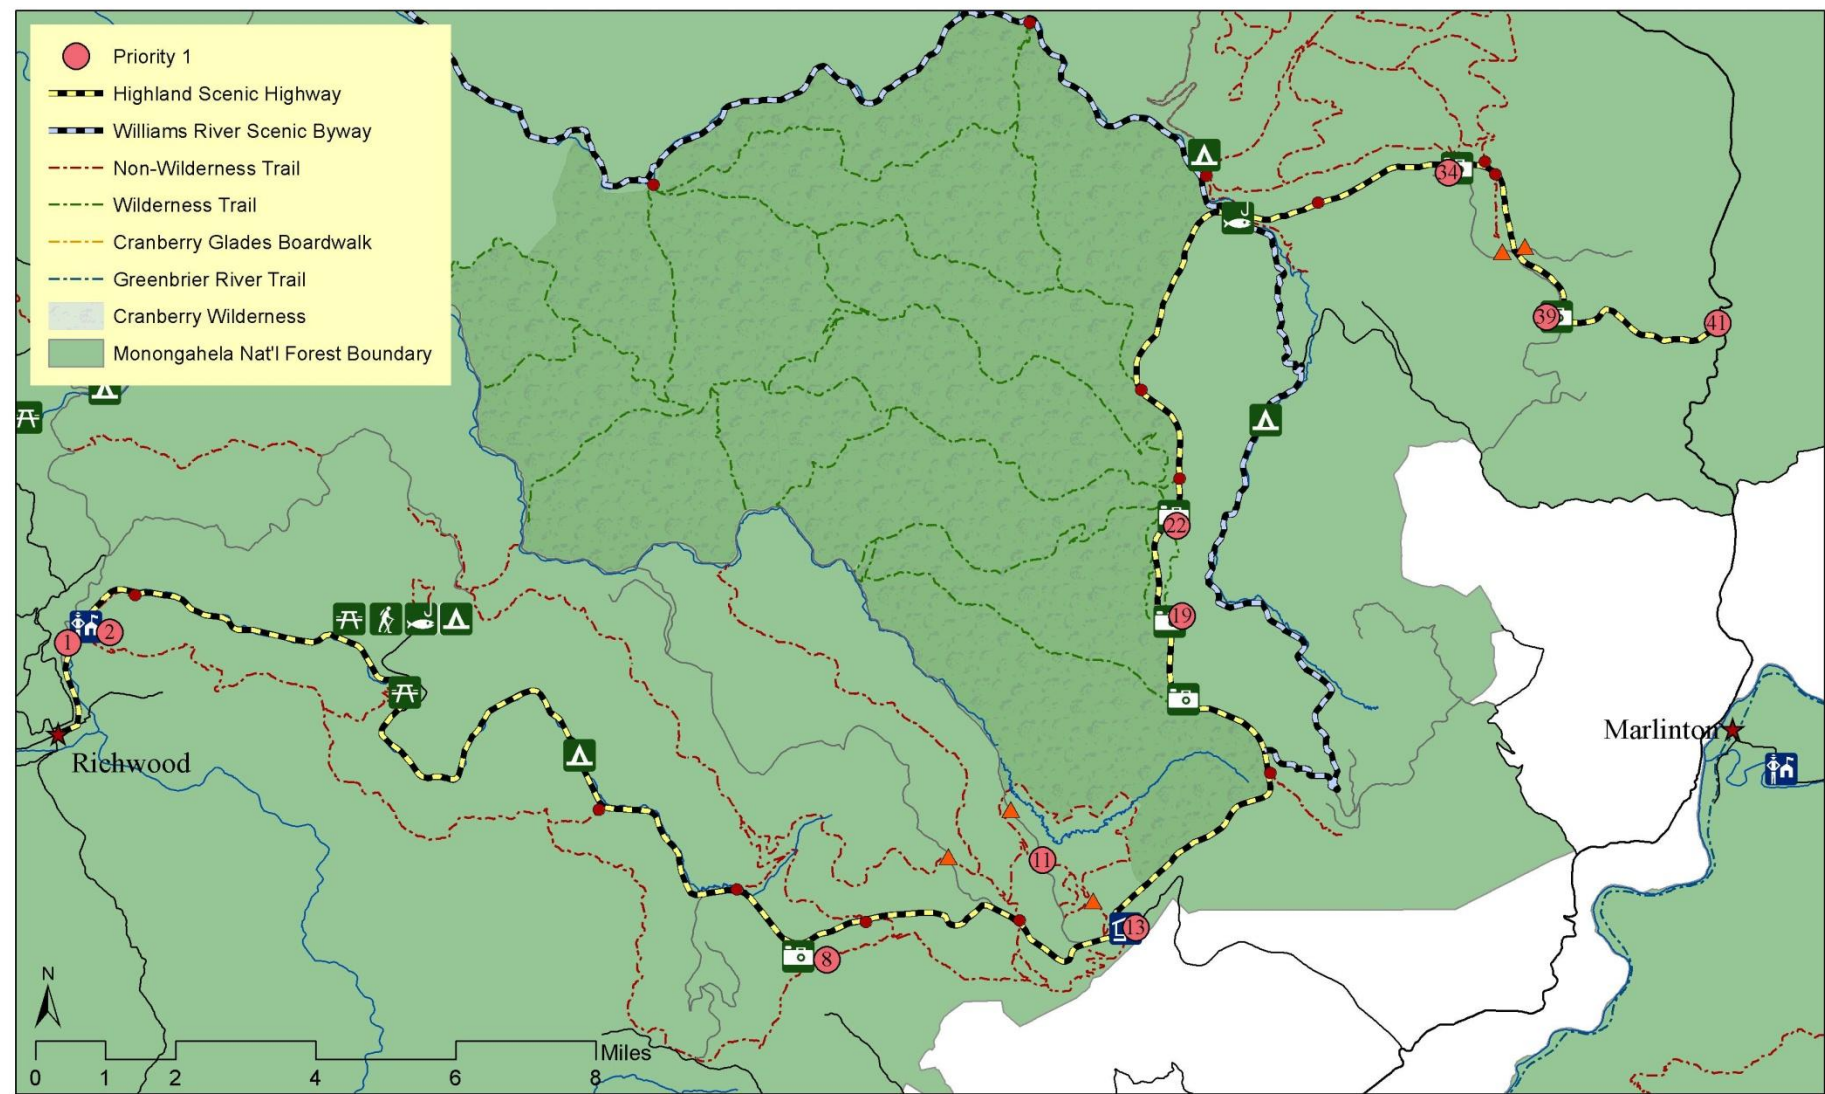 Priority 1
Highland Scenic Highway
Williams River Scenic Byway
Non-Wilderness Trail
Wilderness Trail
Cranberry Glades Boardwalk
Greenbrier River Trail
Cranberry Wilderness
Monongahela Nat'l Forest Boundary
34
39
41
22
19
1
2
Richwood
Marlinton
11
13
8
N
Miles
0 1 2 4 6 8